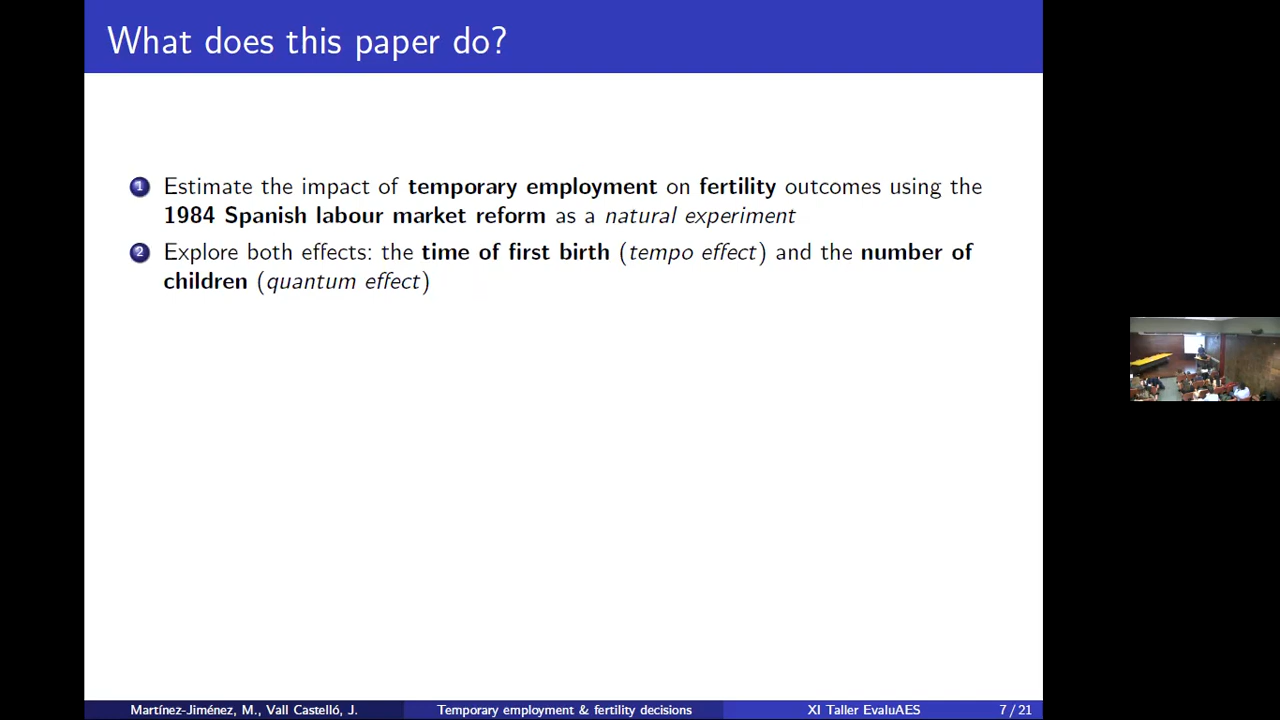 What does this paper do?
1 Estimate the impact of temporary employment on fertility outcomes using the
1984 Spanish labour market reform as a natural experiment
2 Explore both effects: the time of first birth (tempo effect) and the number of
children (quantum effect)
Martínez-Jiménez, M., Vall Castelló, J. Temporary employment & fertility decisions XI Taller EvaluAES 7 / 21